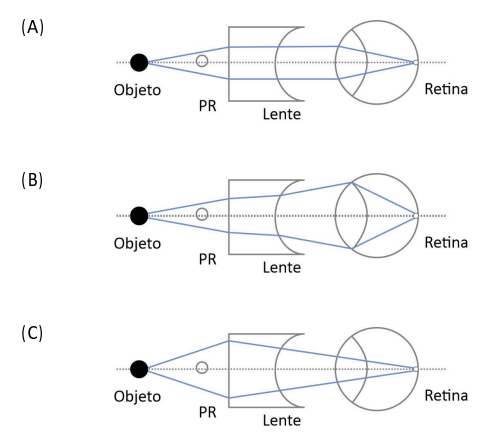 (A)
Objeto
PR
Lente
Retina
(B)
Objeto
PR
Lente
Retina
(C)
Objeto
PR
Lente
Retina